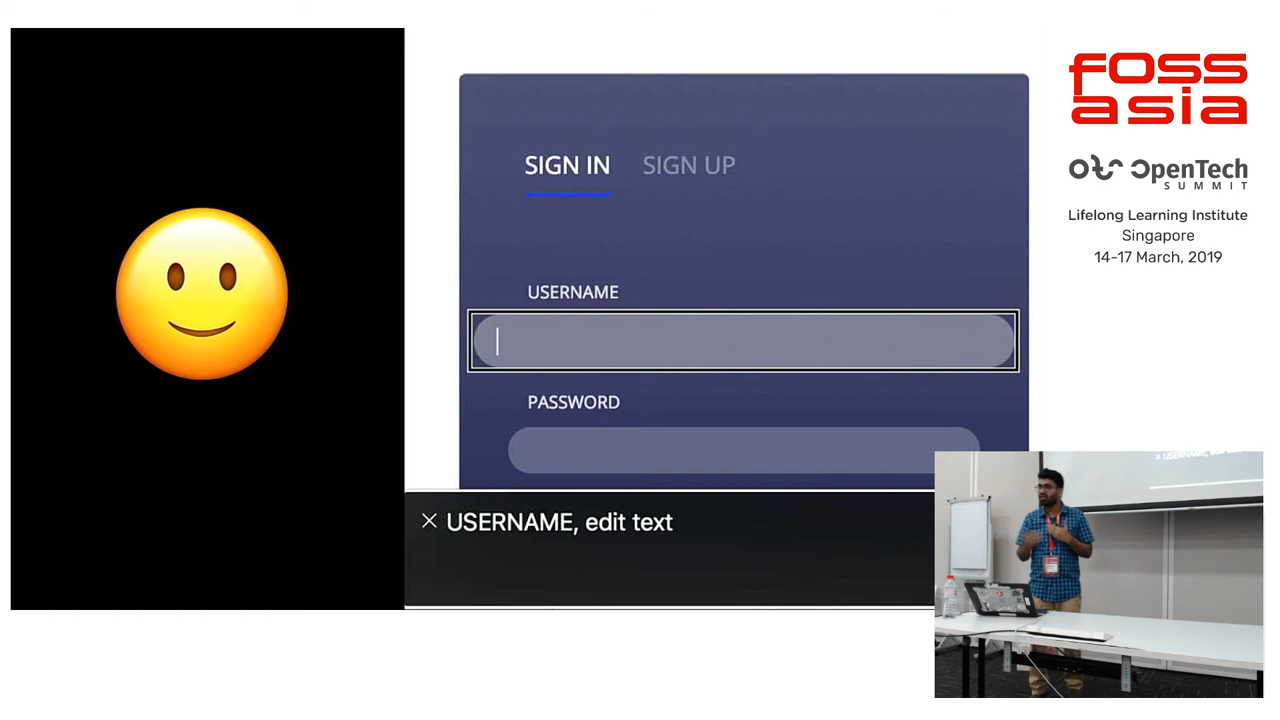 SIGN IN SIGN UP
USERNAME
PASSWORD
× USERNAME, edit text
fOSS
asia
OpenTech
SUMMIT
Lifelong Learning Institute
Singapore
14-17 March, 2019